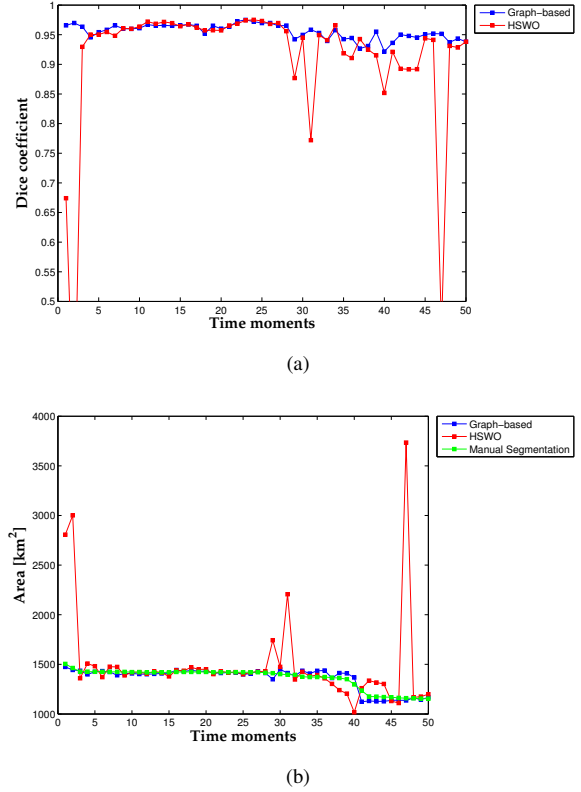 1
0.95
0.9
0.85
0.8
0.75
0.7
0.65
0.6
0.55
0.5
Dice coefficient
0 5 10 15 20 25 30 35 40 45 50
Time moments
Graph-based
HSWO
(a)
4000
3500
3000
2500
2000
1500
1000
Area [km²]
0 5 10 15 20 25 30 35 40 45 50
Time moments
Graph-based
HSWO
Manual Segmentation
(b)